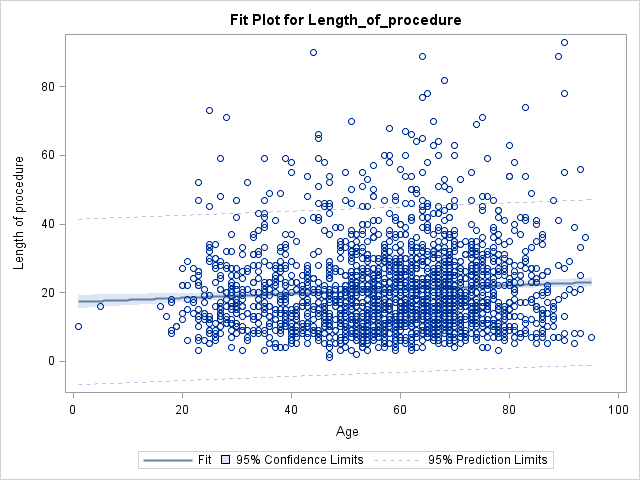 Fit Plot for Length_of_procedure
80
60
40
20
0
Length of procedure
0 20 40 60 80 100
Age
Fit 95% Confidence Limits 95% Prediction Limits